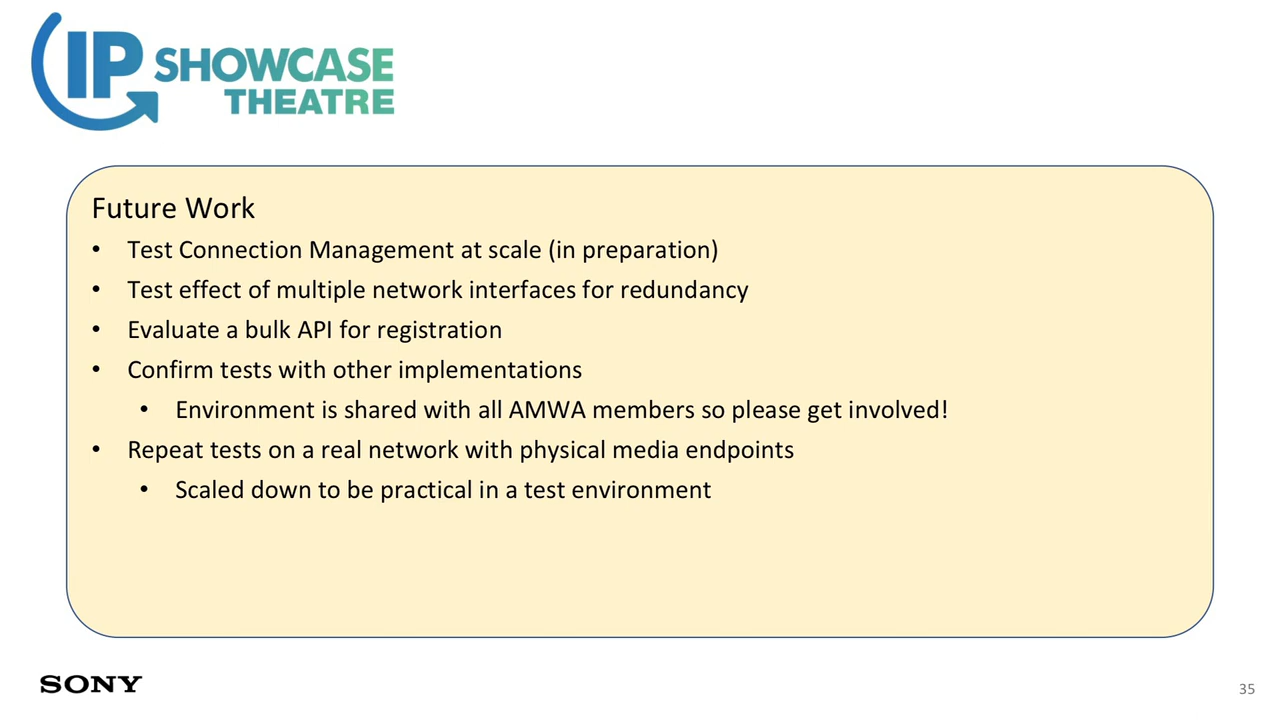 IP SHOWCASE
THEATRE
Future Work
• Test Connection Management at scale (in preparation)
• Test effect of multiple network interfaces for redundancy
• Evaluate a bulk API for registration
• Confirm tests with other implementations
• Environment is shared with all AMWA members so please get involved!
• Repeat tests on a real network with physical media endpoints
• Scaled down to be practical in a test environment
SONY
35